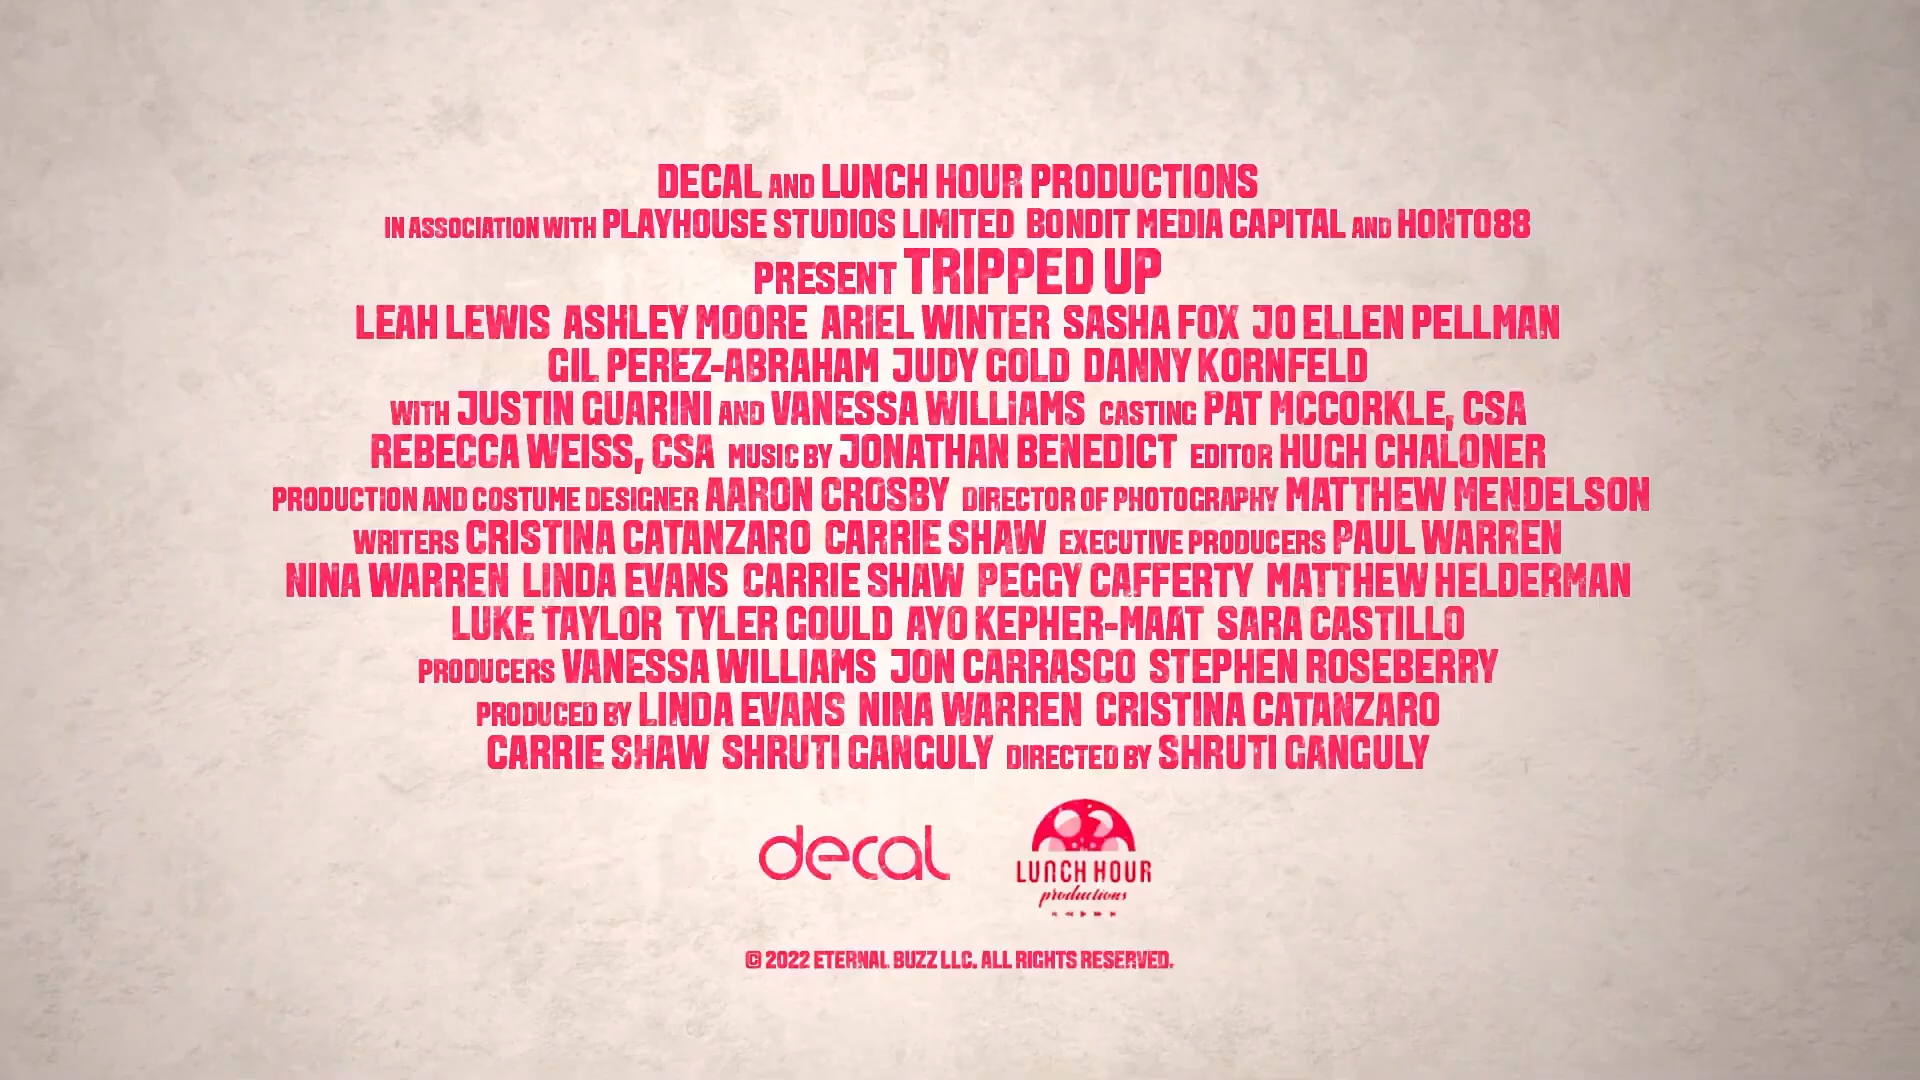 DECAL AND LUNCH HOUR PRODUCTIONS
IN ASSOCIATION WITH PLAYHOUSE STUDIOS LIMITED BONDIT MEDIA CAPITAL AND HONTO88
PRESENT TRIPPED UP
LEAH LEWIS ASHLEY MOORE ARIEL WINTER SASHA FOX JO ELLEN PELLMAN
GIL PEREZ-ABRAHAM JUDY GOLD DANNY KORNFELD
WITH JUSTIN GUARINI AND VANESSA WILLIAMS CASTING PAT MCCORKLE, CSA
REBECCA WEISS, CSA MUSIC BY JONATHAN BENEDICT EDITOR HUGH CHALONER
PRODUCTION AND COSTUME DESIGNER AARON CROSBY DIRECTOR OF PHOTOGRAPHY MATTHEW MENDELSON
WRITERS CRISTINA CATANZARO CARRIE SHAW EXECUTIVE PRODUCERS PAUL WARREN
NINA WARREN LINDA EVANS CARRIE SHAW PEGGY CAFFERTY MATTHEW HELDERMAN
LUKE TAYLOR TYLER GOULD AYO KEPHER-MAAT SARA CASTILLO
PRODUCERS VANESSA WILLIAMS JON CARRASCO STEPHEN ROSEBERRY
PRODUCED BY LINDA EVANS NINA WARREN CRISTINA CATANZARO
CARRIE SHAW SHRUTI GANGULY DIRECTED BY SHRUTI GANGULY
decal
LUNCH HOUR
productions
© 2022 ETERNAL BUZZ LLC. ALL RIGHTS RESERVED.